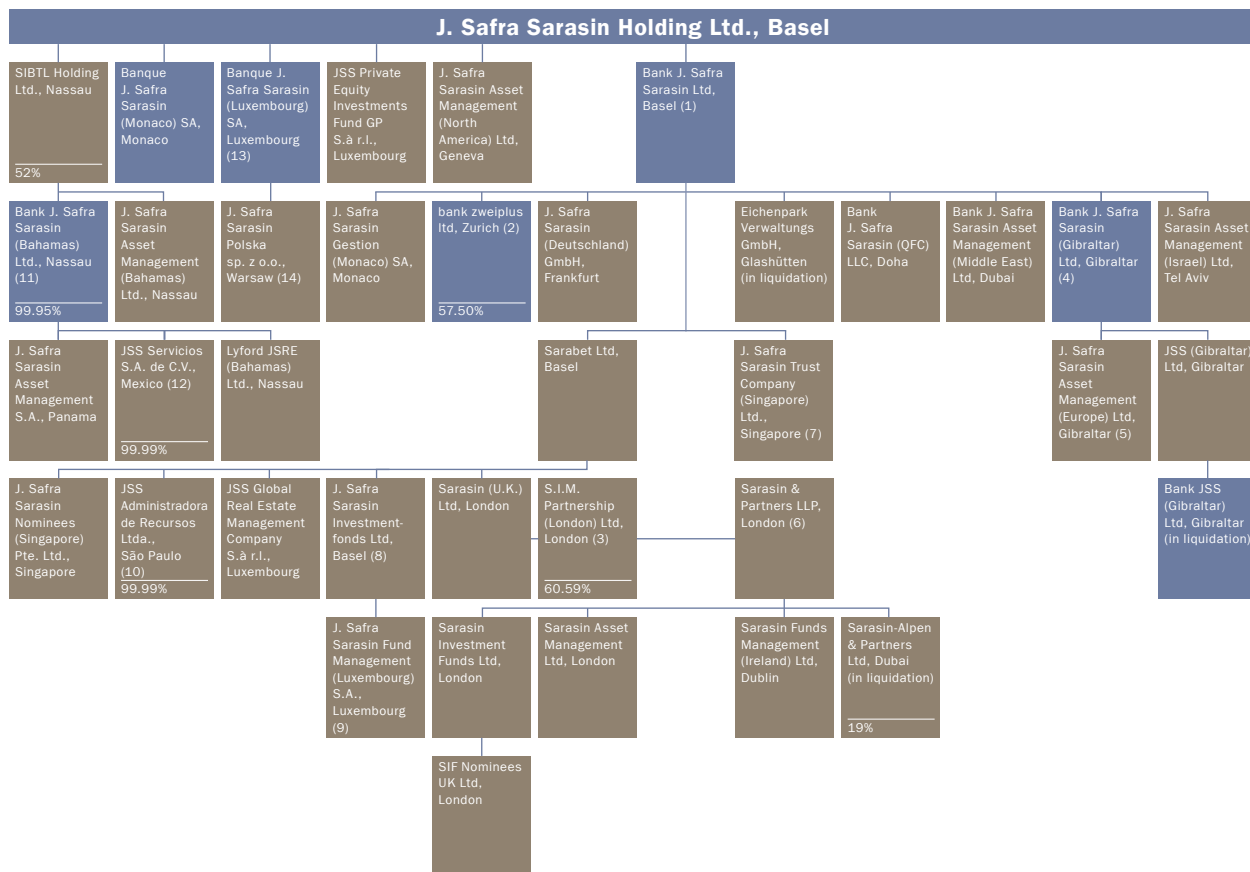 J. Safra Sarasin Holding Ltd., Basel
SIBTL Holding
Ltd., Nassau
52%
Banque
J. Safra
Sarasin
(Monaco) SA,
Monaco
Banque J.
Safra Sarasin
(Luxembourg)
SA,
Luxembourg
(13)
JSS Private
Equity
Investments
Fund GP
S.à r.l.,
Luxembourg
J. Safra
Sarasin Asset
Management
(North
America) Ltd,
Geneva
Bank J. Safra
Sarasin Ltd,
Basel (1)
Bank J. Safra
Sarasin
(Bahamas)
Ltd., Nassau
(11)
99.95%
J. Safra
Sarasin
Asset
Management
(Bahamas)
Ltd., Nassau
J. Safra
Sarasin
Polska
sp. z o.o.,
Warsaw (14)
J. Safra
Sarasin
Gestion
(Monaco) SA,
Monaco
bank zweiplus
ltd, Zurich (2)
57.50%
J. Safra
Sarasin
(Deutschland)
GmbH,
Frankfurt
Eichenpark
Verwaltungs
GmbH,
Glashütten
(in liquidation)
Bank
J. Safra
Sarasin (QFC)
LLC, Doha
Bank J. Safra
Sarasin Asset
Management
(Middle East)
Ltd, Dubai
Bank J. Safra
Sarasin
(Gibraltar)
Ltd, Gibraltar
(4)
J. Safra
Sarasin Asset
Management
(Israel) Ltd,
Tel Aviv
J. Safra
Sarasin
Asset
Management
S.A., Panama
JSS Servicios
S.A. de C.V.,
Mexico (12)
99.99%
Lyford JSRE
(Bahamas)
Ltd., Nassau
Sarabet Ltd,
Basel
J. Safra
Sarasin Trust
Company
(Singapore)
Ltd.,
Singapore (7)
J. Safra
Sarasin
Asset
Management
(Europe) Ltd,
Gibraltar (5)
JSS (Gibraltar)
Ltd, Gibraltar
J. Safra
Sarasin
Nominees
(Singapore)
Pte. Ltd.,
Singapore
JSS
Administradora
de Recursos
Ltda.,
São Paulo
(10)
99.99%
JSS Global
Real Estate
Management
Company
S.à r.l.,
Luxembourg
J. Safra
Sarasin
Investment-
fonds Ltd,
Basel (8)
Sarasin (U.K.)
Ltd, London
S.I.M.
Partnership
(London) Ltd,
London (3)
60.59%
Sarasin &
Partners LLP,
London (6)
Bank JSS
(Gibraltar)
Ltd, Gibraltar
(in liquidation)
J. Safra
Sarasin Fund
Management
(Luxembourg)
S.A.,
Luxembourg
(9)
Sarasin
Investment
Funds Ltd,
London
Sarasin Asset
Management
Ltd, London
Sarasin Funds
Management
(Ireland) Ltd,
Dublin
Sarasin-Alpen
& Partners
Ltd, Dubai
(in liquidation)
19%
SIF Nominees
UK Ltd,
London